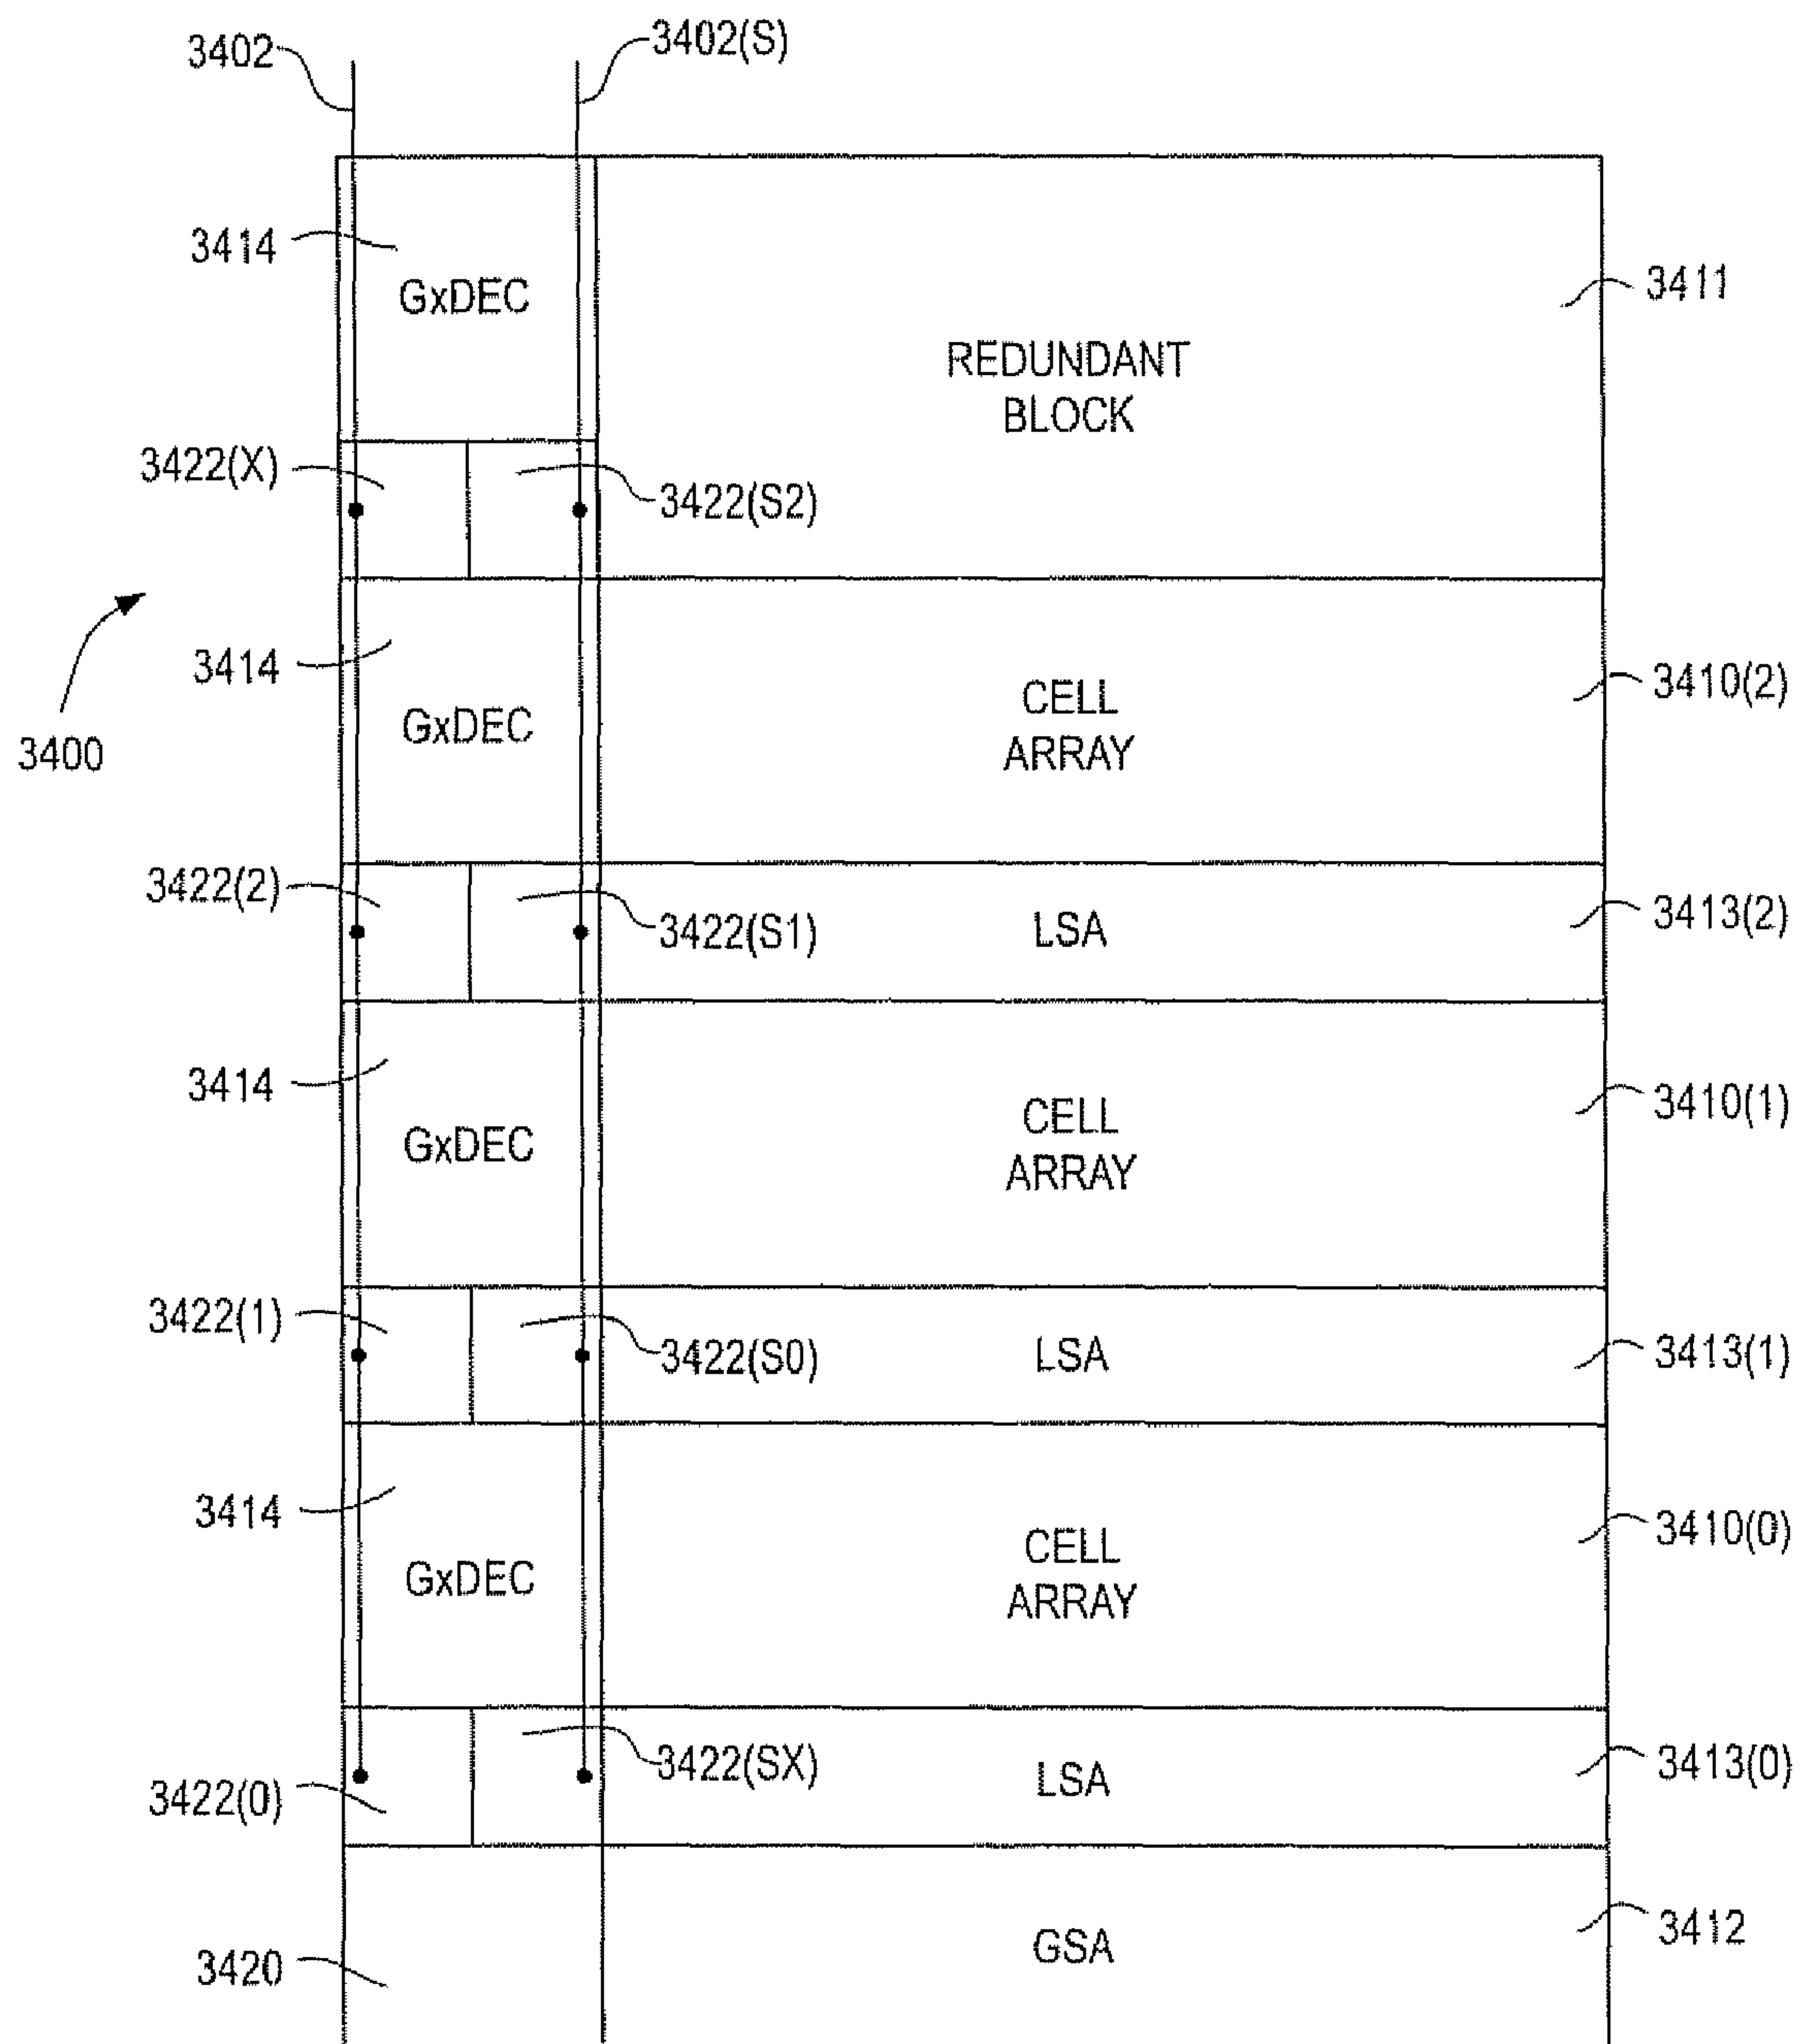 3402
3402(S)
3414
GxDEC
3411
REDUNDANT
BLOCK
3422(X)
3422(S2)
3400
3414
GxDEC
CELL
ARRAY
3410(2)
3422(2)
3422(S1)
LSA
3413(2)
3414
GxDEC
CELL
ARRAY
3410(1)
3422(1)
3422(S0)
LSA
3413(1)
3414
GxDEC
CELL
ARRAY
3410(0)
3422(0)
3422(SX)
LSA
3413(0)
3420
GSA
3412